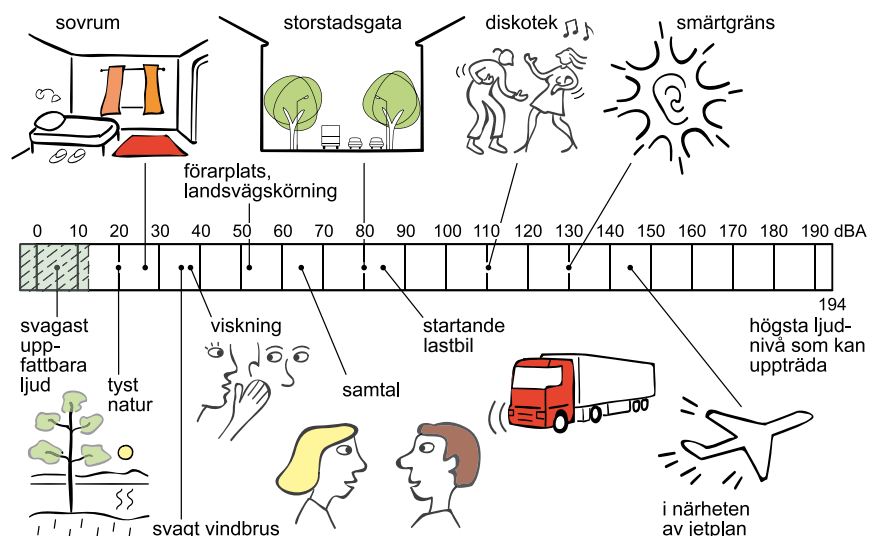 sovrum
storstadsgata
diskotek
smärtgräns
förarplats,
landsvägskörning
0 10 20 30 40 50 60 70 80 90 100 110 120 130 140 150 160 170 180 190 dBA
194
svagast
upp-
fattbara
ljud
tyst
natur
svagt vindbrus
viskning
samtal
startande
lastbil
i närheten
av jetplan
högsta ljud-
nivå som kan
uppträda